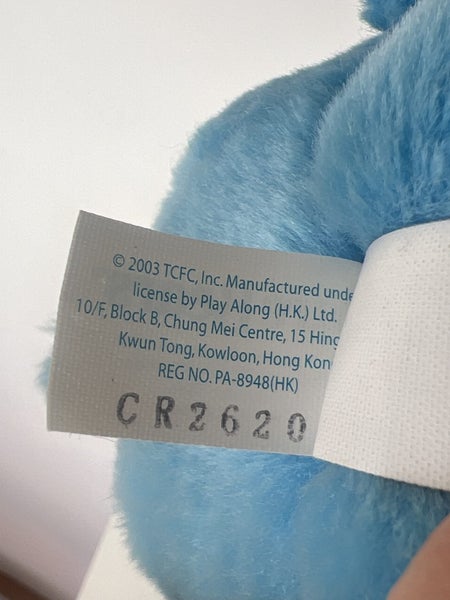 © 2003 TCFC, Inc. Manufactured unde
license by Play Along (H.K.) Ltd.
10/F, Block B, Chung Mei Centre, 15 Hing
Kwun Tong, Kowloon, Hong Kon
REG NO. PA-8948(HK)
CR2620